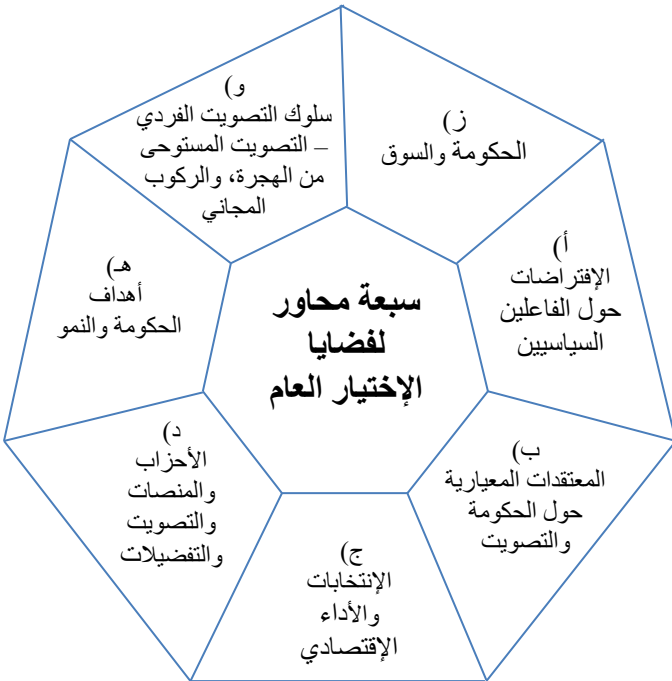 سبعة محاور
لفضايا
الإختيار العام
أ)
الإفتراضات
حول الفاعلين
السياسيين
ب)
المعتقدات المعيارية
حول الحكومة
والتصويت
ج)
الإنتخابات
والأداء
الإقتصادي
د)
الأحزاب
والمنصات
والتصويت
والتفضيلات
هـ)
أهداف
الحكومة والنمو
و)
سلوك التصويت الفردي
– التصويت المستوحى
من الهجرة، والركوب
المجاني
ز)
الحكومة والسوق